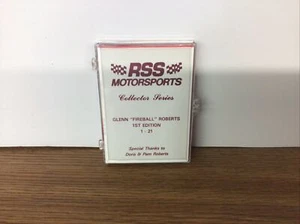 RSS
MOTORSPORTS
Collector Series
GLENN "FIREBALL" ROBERTS
1ST EDITION
1 - 21
Special Thanks to
Doris & Pam Roberts